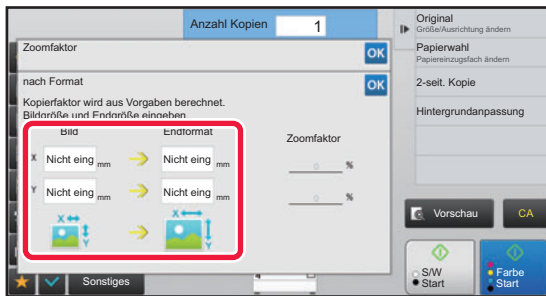 Anzahl Kopien 1
Original
Größe/Ausrichtung ändern
Zoomfaktor OK
Papierwahl
Papiereinzugsfach ändern
nach Format OK
2-seit. Kopie
Kopierfaktor wird aus Vorgaben berechnet.
Bildgröße und Endgröße eingeben
Hintergrundanpassung
Bild Endformat
Zoomfaktor
X Nicht eing mm Nicht eing mm
0 %
Y Nicht eing mm Nicht eing mm
0 %
X X
Y Y
Vorschau CA
S/W
Start
Farbe
Start
Sonstiges